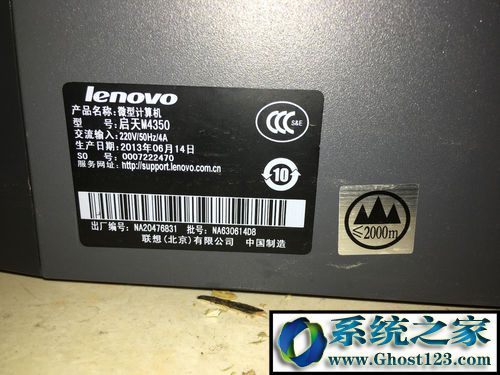 lenovo
产品名称: 微型计算机
型 号: 启天M4350
交流输入: 220V/50Hz/4A
生产日期: 2013年06月14日
SO 号: 0007222470
服务网址: http://support.lenovo.com.cn
CCC S&E
10
出厂编号: NA20476831 批号: NA630614D8
联想(北京)有限公司 中国制造
≤2000m
系统之家
www.Ghost123.com